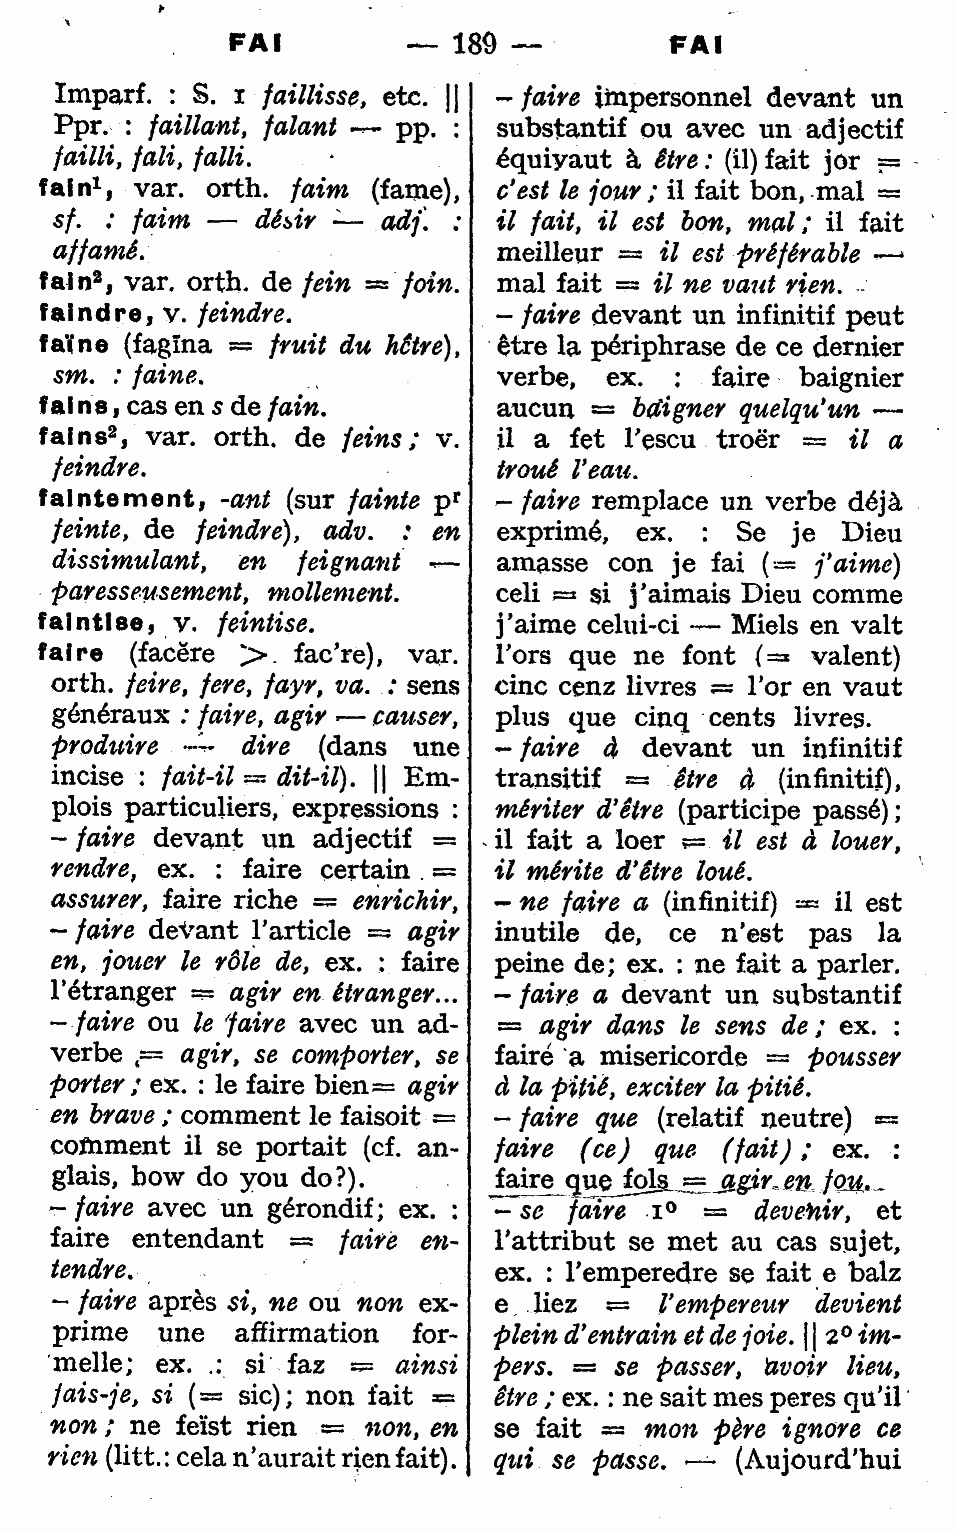 FAI — 189 — FAI
Imparf. : S. 1 faillisse, etc. ||
Ppr. : faillant, falant — pp. :
failli, fali, falli.
fain¹, var. orth. faim (fame),
sf. : faim — désir — adj. :
affamé.
fain², var. orth. de fein = foin.
faindre, v. feindre.
faïne (fagīna = fruit du hêtre),
sm. : faine.
fains, cas en s de fain.
fains², var. orth. de feins ; v.
feindre.
faintement, -ant (sur fainte pʳ
feinte, de feindre), adv. : en
dissimulant, en feignant —
paresseusement, mollement.
faintise, v. feintise.
faire (facĕre > fac're), var.
orth. feire, fere, fayr, va. : sens
généraux : faire, agir — causer,
produire — dire (dans une
incise : fait-il = dit-il). || Em-
plois particuliers, expressions :
— faire devant un adjectif =
rendre, ex. : faire certain =
assurer, faire riche = enrichir,
— faire devant l'article = agir
en, jouer le rôle de, ex. : faire
l'étranger = agir en étranger...
— faire ou le faire avec un ad-
verbe = agir, se comporter, se
porter ; ex. : le faire bien = agir
en brave ; comment le faisoit =
comment il se portait (cf. an-
glais, how do you do?).
— faire avec un gérondif; ex. :
faire entendant = faire en-
tendre.
— faire après si, ne ou non ex-
prime une affirmation for-
melle; ex. : si faz = ainsi
fais-je, si (= sic); non fait =
non ; ne feïst rien = non, en
rien (litt.: cela n'aurait rien fait).
— faire impersonnel devant un
substantif ou avec un adjectif
équivaut à être : (il) fait jor =
c'est le jour ; il fait bon, mal =
il fait, il est bon, mal ; il fait
meilleur = il est préférable —
mal fait = il ne vaut rien.
— faire devant un infinitif peut
être la périphrase de ce dernier
verbe, ex. : faire baignier
aucun = baigner quelqu'un —
il a fet l'escu troër = il a
troué l'eau.
— faire remplace un verbe déjà
exprimé, ex. : Se je Dieu
amasse con je fai (= j'aime)
celi = si j'aimais Dieu comme
j'aime celui-ci — Miels en valt
l'ors que ne font (= valent)
cinc cenz livres = l'or en vaut
plus que cinq cents livres.
— faire à devant un infinitif
transitif = être à (infinitif),
mériter d'être (participe passé) ;
il fait a loer = il est à louer,
il mérite d'être loué.
— ne faire a (infinitif) = il est
inutile de, ce n'est pas la
peine de; ex. : ne fait a parler.
— faire a devant un substantif
= agir dans le sens de ; ex. :
faire a misericorde = pousser
à la pitié, exciter la pitié.
— faire que (relatif neutre) =
faire (ce) que (fait) ; ex. :
faire que fols = agir en fou.
— se faire 1º = devenir, et
l'attribut se met au cas sujet,
ex. : l'emperedre se fait e balz
e liez = l'empereur devient
plein d'entrain et de joie. || 2º im-
pers. = se passer, avoir lieu,
être ; ex. : ne sait mes peres qu'il
se fait = mon père ignore ce
qui se passe. — (Aujourd'hui